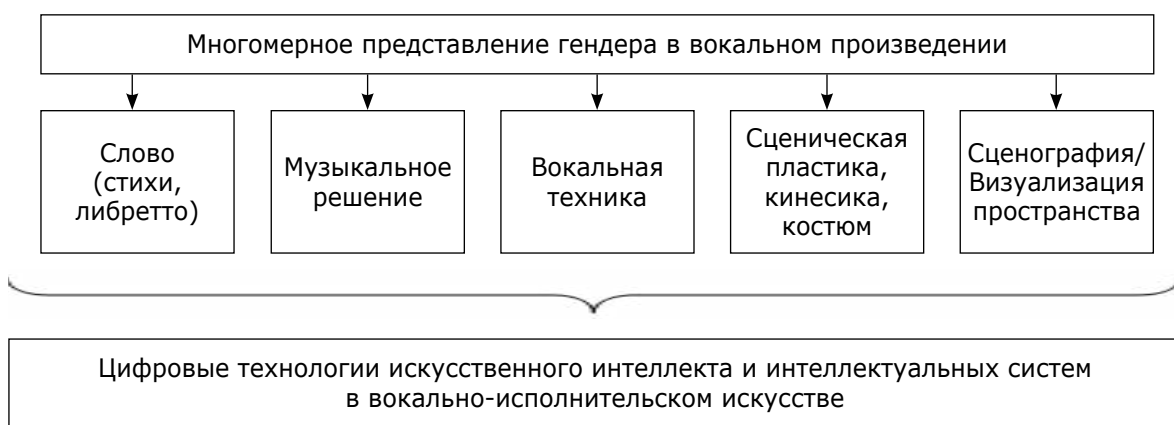 Многомерное представление гендера в вокальном произведении
Слово
(стихи,
либретто)
Музыкальное
решение
Вокальная
техника
Сценическая
пластика,
кинесика,
костюм
Сценография/
Визуализация
пространства
Цифровые технологии искусственного интеллекта и интеллектуальных систем
в вокально-исполнительском искусстве